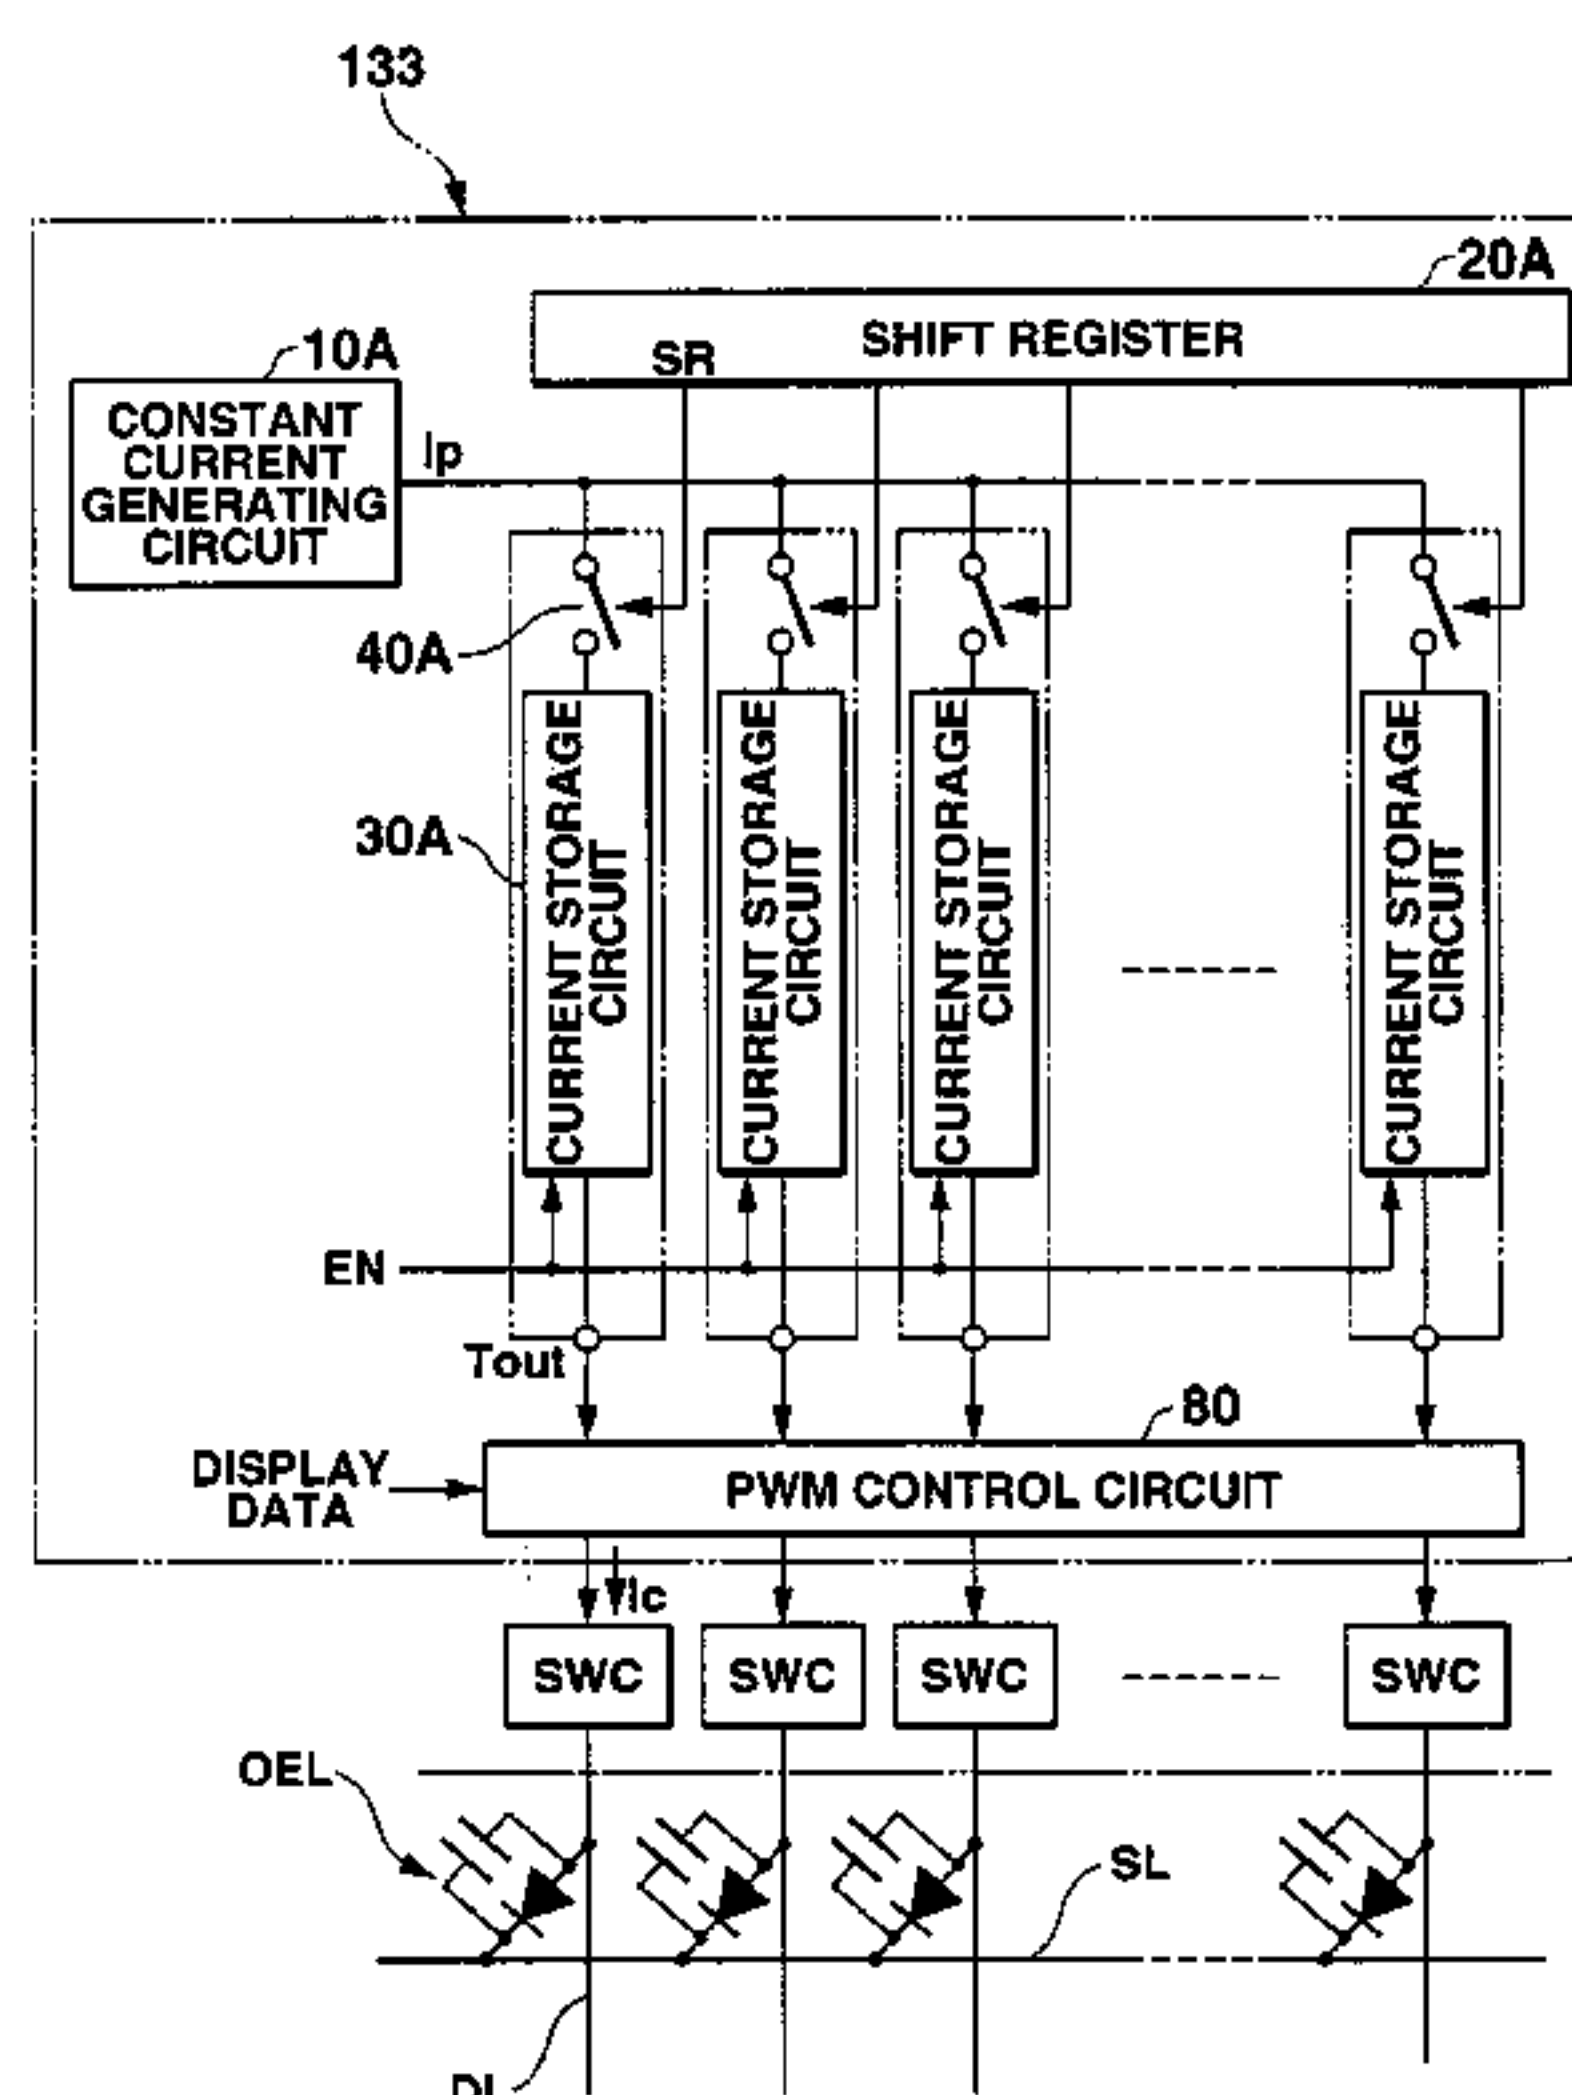 133
20A
SHIFT REGISTER
SR
10A
CONSTANT
CURRENT
GENERATING
CIRCUIT
Ip
40A
30A
CURRENT STORAGE
CIRCUIT
CURRENT STORAGE
CIRCUIT
CURRENT STORAGE
CIRCUIT
CURRENT STORAGE
CIRCUIT
EN
Tout
80
DISPLAY
DATA
PWM CONTROL CIRCUIT
Ic
SWC
SWC
SWC
SWC
OEL
SL